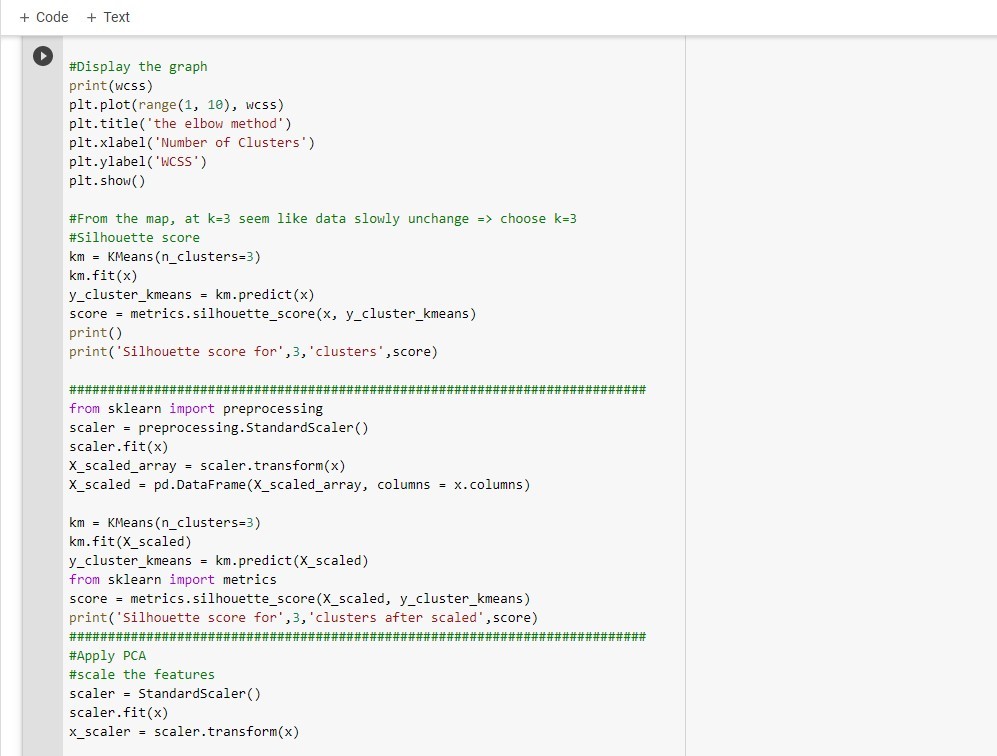 + Code + Text
#Display the graph
print(wcss)
plt.plot(range(1, 10), wcss)
plt.title('the elbow method')
plt.xlabel('Number of Clusters')
plt.ylabel('WCSS')
plt.show()
#From the map, at k=3 seem like data slowly unchange => choose k=3
#Silhouette score
km = KMeans(n_clusters=3)
km.fit(x)
y_cluster_kmeans = km.predict(x)
score = metrics.silhouette_score(x, y_cluster_kmeans)
print()
print('Silhouette score for',3,'clusters',score)
###########################################################################
from sklearn import preprocessing
scaler = preprocessing.StandardScaler()
scaler.fit(x)
X_scaled_array = scaler.transform(x)
X_scaled = pd.DataFrame(X_scaled_array, columns = x.columns)
km = KMeans(n_clusters=3)
km.fit(X_scaled)
y_cluster_kmeans = km.predict(X_scaled)
from sklearn import metrics
score = metrics.silhouette_score(X_scaled, y_cluster_kmeans)
print('Silhouette score for',3,'clusters after scaled',score)
###########################################################################
#Apply PCA
#scale the features
scaler = StandardScaler()
scaler.fit(x)
x_scaler = scaler.transform(x)